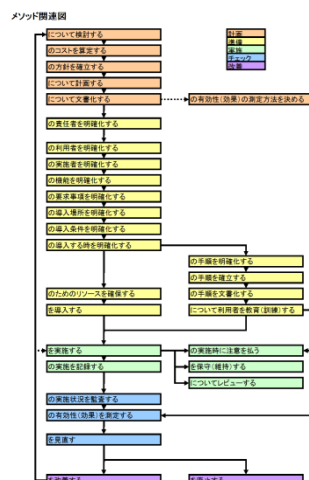 メソッド関連図
計画
準備
実施
チェック
改善
について検討する
のコストを算定する
の方針を確立する
について計画する
について文書化する
の有効性(効果)の測定方法を決める
の責任者を明確化する
の利用者を明確化する
の実施者を明確化する
の機能を明確化する
の要求事項を明確化する
の導入場所を明確化する
の導入条件を明確化する
の導入する時を明確化する
の手順を明確化する
の手順を確立する
の手順を文書化する
について利用者を教育(訓練)する
のためのリソースを確保する
を導入する
を実施する
の実施時に注意を払う
の実施を記録する
を保守(維持)する
についてレビューする
の実施状況を監査する
の有効性(効果)を測定する
を見直す
を改善する
を廃止する